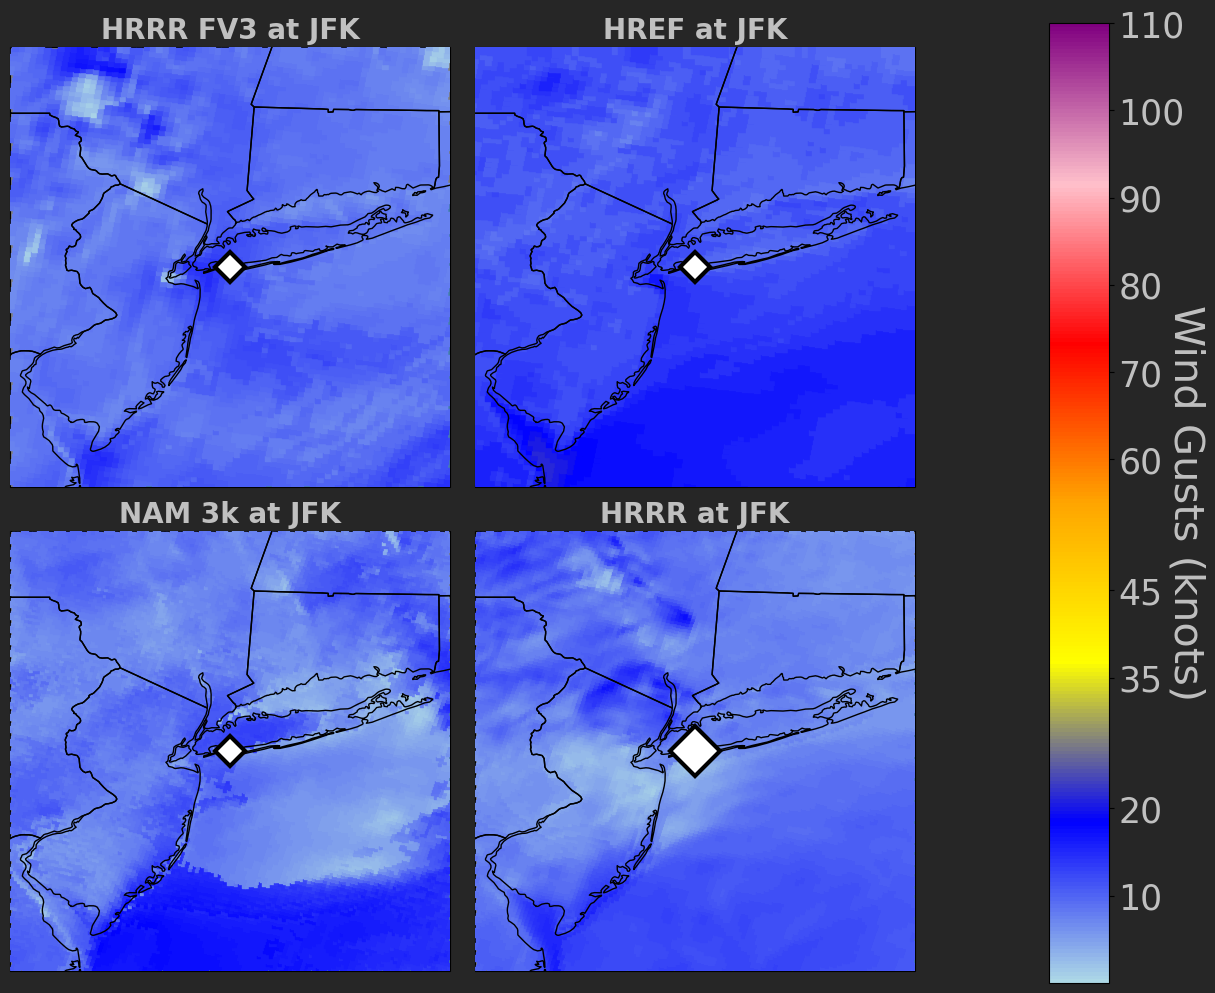 HRRR FV3 at JFK
HREF at JFK
NAM 3k at JFK
HRRR at JFK
110
100
90
80
70
60
45
35
20
10
Wind Gusts (knots)